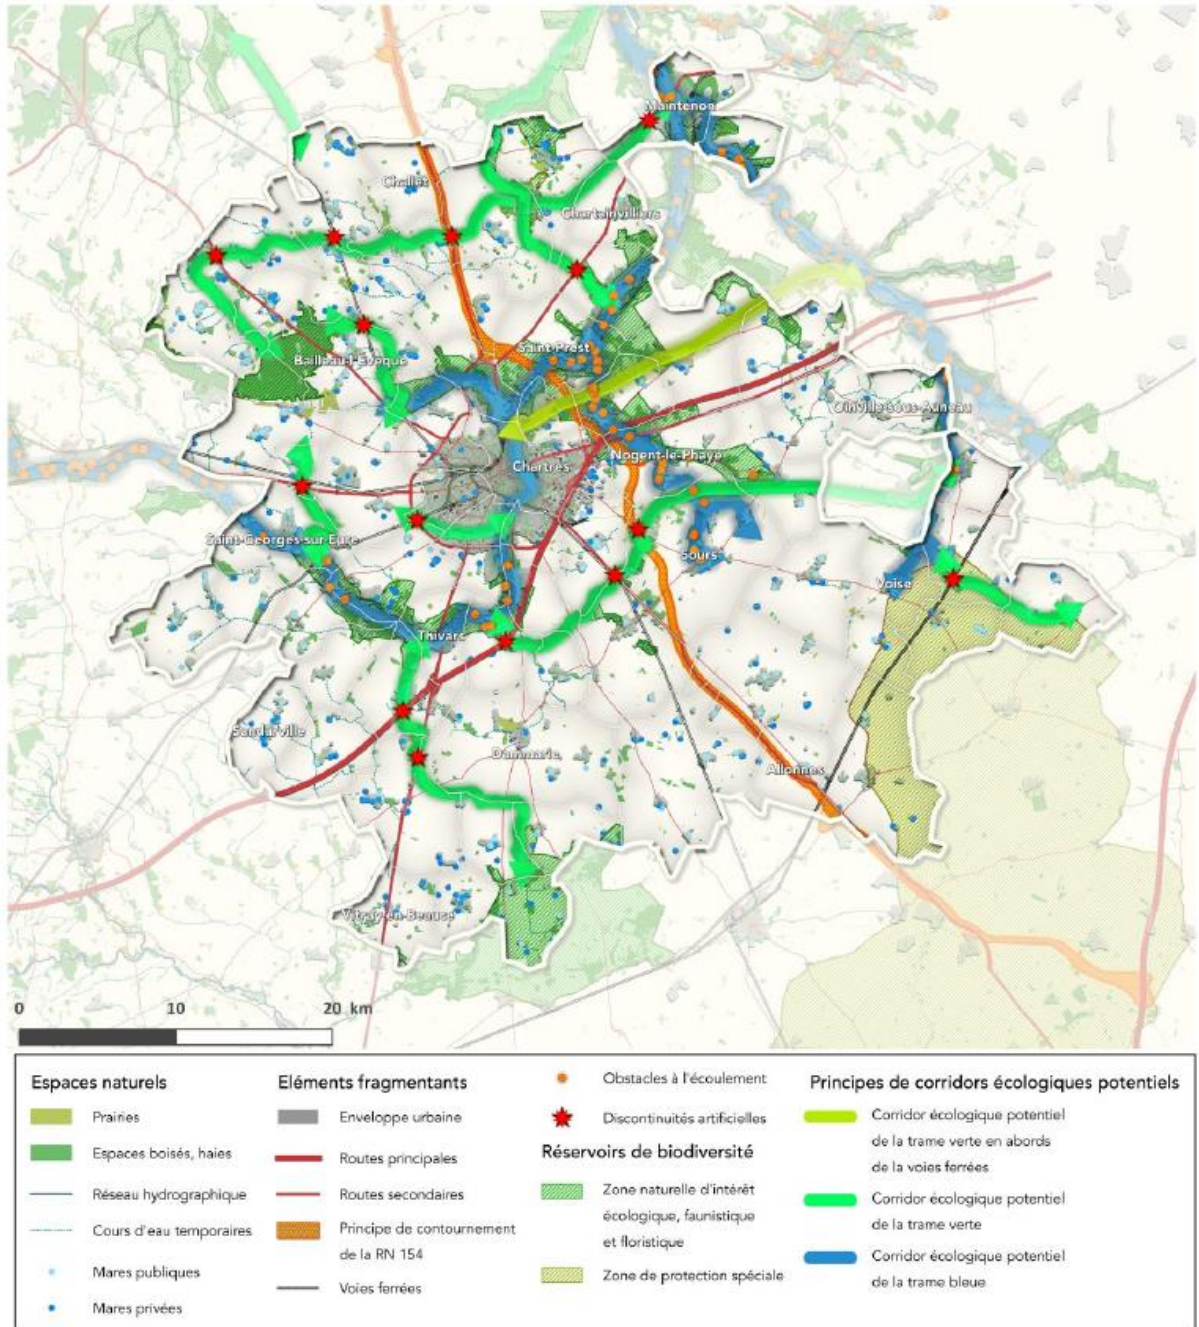 Maintenon
Challet
Chartainvilliers
Saint-Prest
Bailleau-l'Evêque
Oinville-sous-Auneau
Nogent-le-Phaye
Chartres
Saint-Georges-sur-Eure
Sours
Voise
Thivars
Sandarville
Dammarie
Allonnes
Vitray-en-Beauce
0 10 20 km
Espaces naturels
Prairies
Espaces boisés, haies
Réseau hydrographique
Cours d'eau temporaires
Mares publiques
Mares privées
Eléments fragmentants
Enveloppe urbaine
Routes principales
Routes secondaires
Principe de contournement
de la RN 154
Voies ferrées
Obstacles à l'écoulement
Discontinuités artificielles
Réservoirs de biodiversité
Zone naturelle d'intérêt
écologique, faunistique
et floristique
Zone de protection spéciale
Principes de corridors écologiques potentiels
Corridor écologique potentiel
de la trame verte en abords
de la voies ferrées
Corridor écologique potentiel
de la trame verte
Corridor écologique potentiel
de la trame bleue